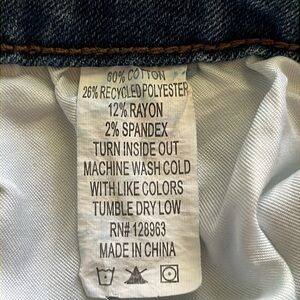 60% COTTON
26% RECYCLED POLYESTER
12% RAYON
2% SPANDEX
TURN INSIDE OUT
MACHINE WASH COLD
WITH LIKE COLORS
TUMBLE DRY LOW
RN# 128963
MADE IN CHINA